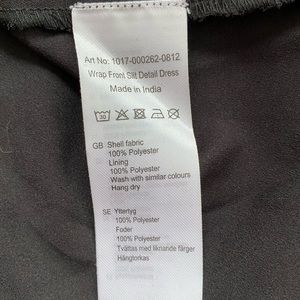 Art No: 1017-000262-0812
Wrap Front Slit Detail Dress
Made in India
30
GB Shell fabric
100% Polyester
Lining
100% Polyester
Wash with similar colours
Hang dry
SE Yttertyg
100% Polyester
Foder
100% Polyester
Tvättas med liknande färger
Hängtorkas